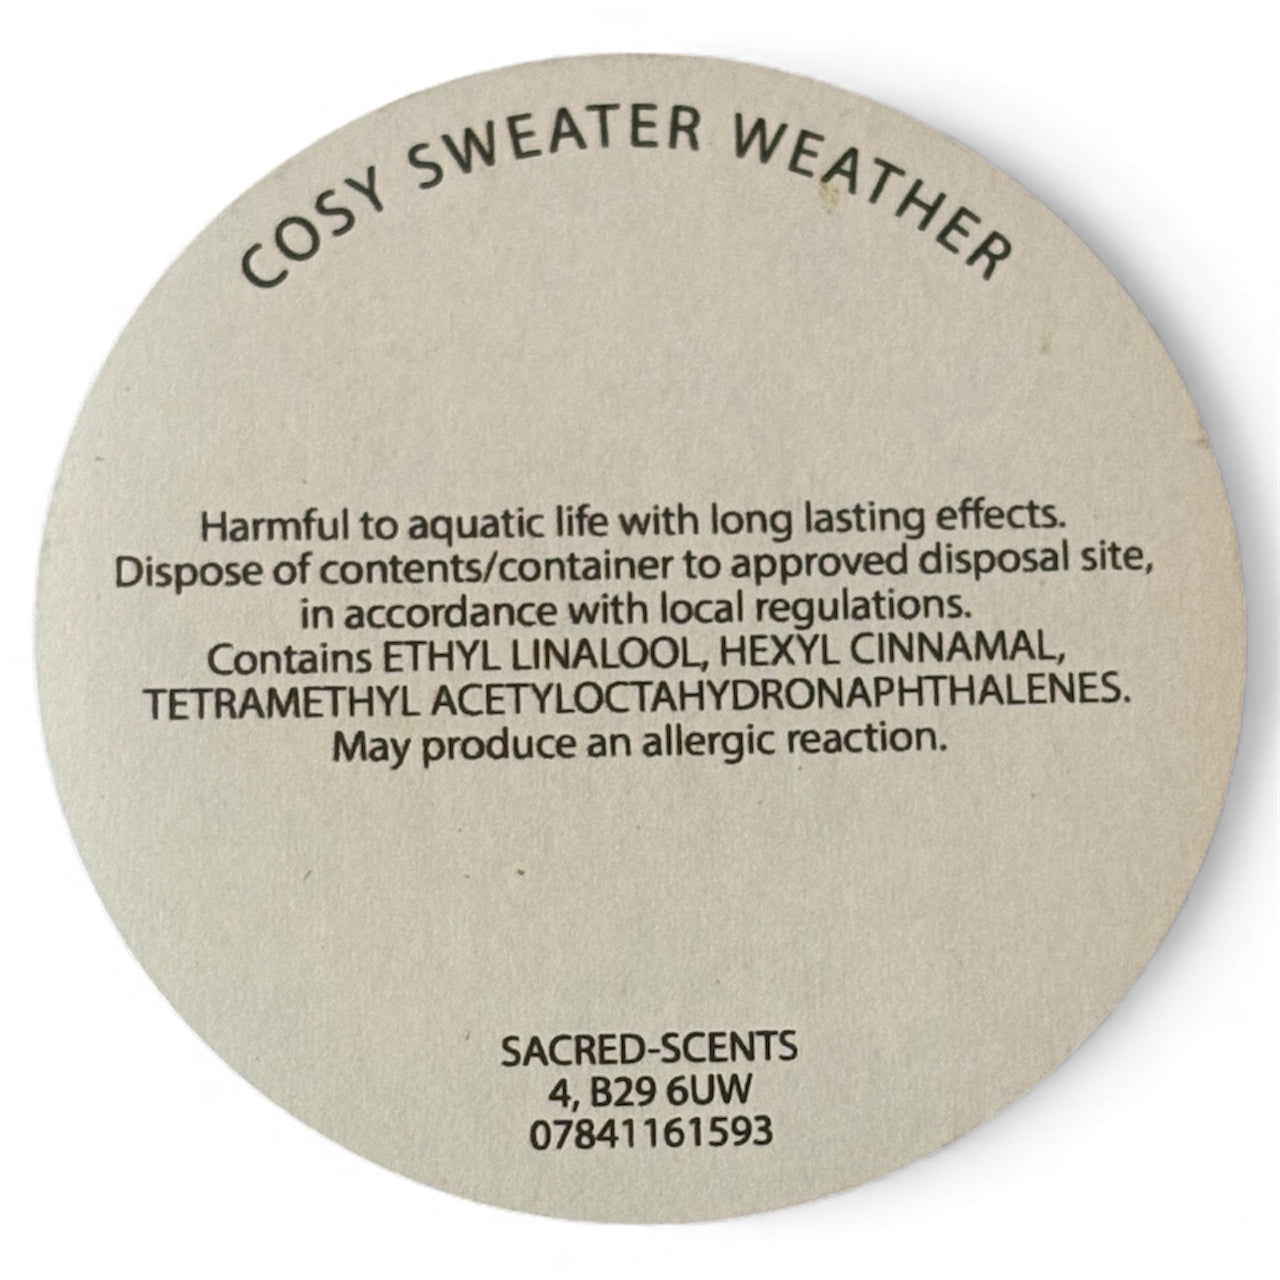 COSY SWEATER WEATHER
Harmful to aquatic life with long lasting effects.
Dispose of contents/container to approved disposal site,
in accordance with local regulations.
Contains ETHYL LINALOOL, HEXYL CINNAMAL,
TETRAMETHYL ACETYLOCTAHYDRONAPHTHALENES.
May produce an allergic reaction.
SACRED-SCENTS
4, B29 6UW
07841161593